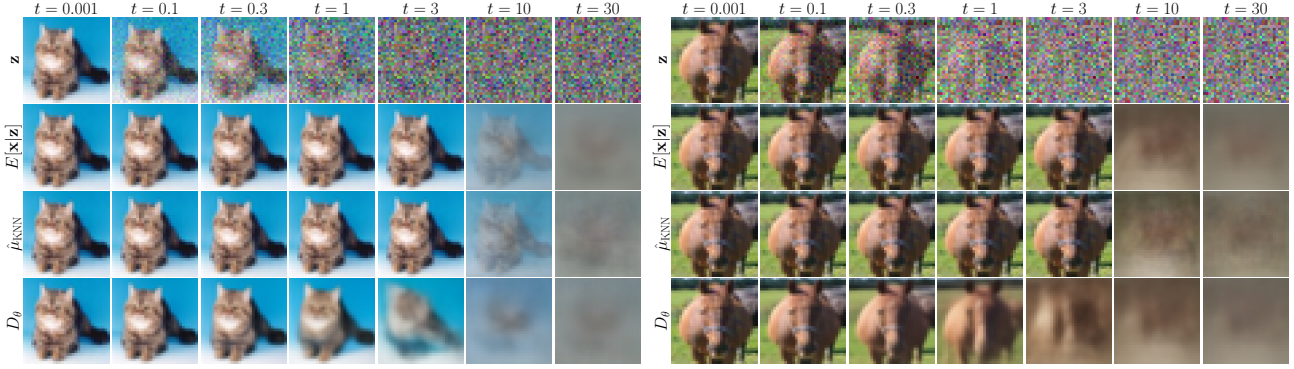 t = 0.001 t = 0.1 t = 0.3 t = 1 t = 3 t = 10 t = 30 t = 0.001 t = 0.1 t = 0.3 t = 1 t = 3 t = 10 t = 30
z z
E[x|z] E[x|z]
μ̂KNN μ̂KNN
Dθ Dθ